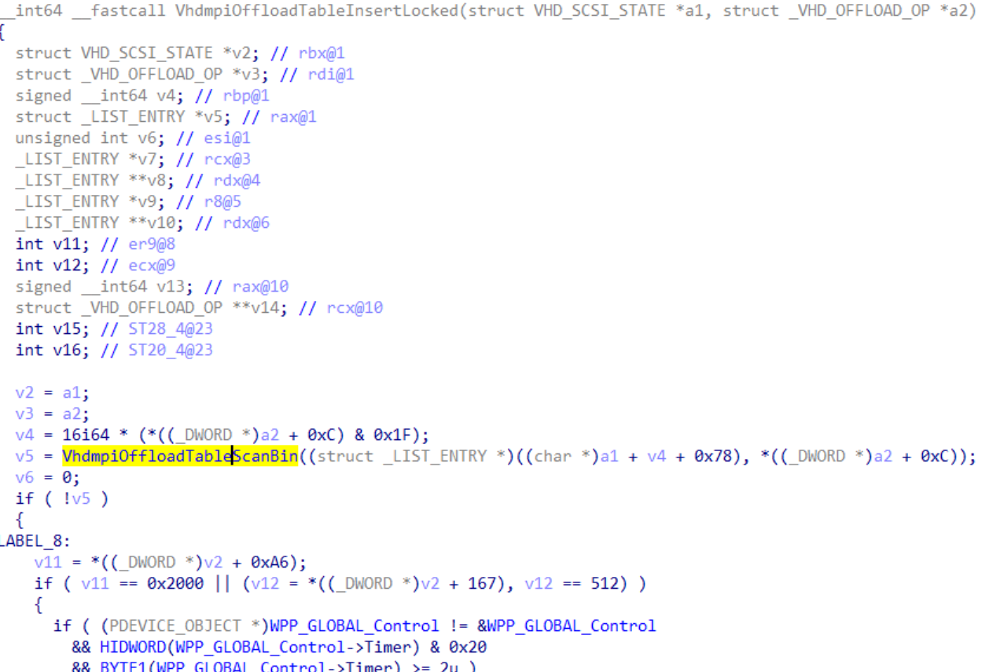 __int64 __fastcall VhdmpiOffloadTableInsertLocked(struct VHD_SCSI_STATE *a1, struct _VHD_OFFLOAD_OP *a2)
{
  struct VHD_SCSI_STATE *v2; // rbx@1
  struct _VHD_OFFLOAD_OP *v3; // rdi@1
  signed __int64 v4; // rbp@1
  struct _LIST_ENTRY *v5; // rax@1
  unsigned int v6; // esi@1
  _LIST_ENTRY *v7; // rcx@3
  _LIST_ENTRY **v8; // rdx@4
  _LIST_ENTRY *v9; // r8@5
  _LIST_ENTRY **v10; // rdx@6
  int v11; // er9@8
  int v12; // ecx@9
  signed __int64 v13; // rax@10
  struct _VHD_OFFLOAD_OP **v14; // rcx@10
  int v15; // ST28_4@23
  int v16; // ST20_4@23

  v2 = a1;
  v3 = a2;
  v4 = 16i64 * (*((_DWORD *)a2 + 0xC) & 0x1F);
  v5 = VhdmpiOffloadTableScanBin((struct _LIST_ENTRY *)((char *)a1 + v4 + 0x78), *((_DWORD *)a2 + 0xC));
  v6 = 0;
  if ( !v5 )
  {
LABEL_8:
    v11 = *((_DWORD *)v2 + 0xA6);
    if ( v11 == 0x2000 || (v12 = *((_DWORD *)v2 + 167), v12 == 512) )
    {
      if ( (PDEVICE_OBJECT *)WPP_GLOBAL_Control != &WPP_GLOBAL_Control
        && HIDWORD(WPP_GLOBAL_Control->Timer) & 0x20
        && BYTE1(WPP_GLOBAL_Control->Timer) >= 2u )